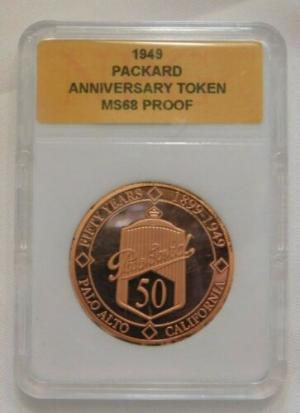 1949
PACKARD
ANNIVERSARY TOKEN
MS68 PROOF
FIFTY YEARS 1899-1949
Packard
50
PALO ALTO CALIFORNIA